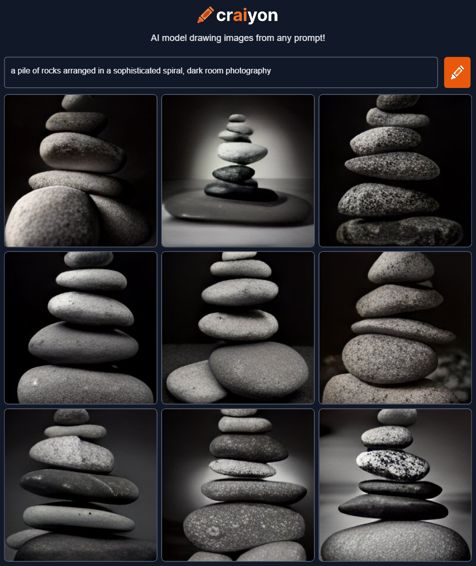 craiyon
AI model drawing images from any prompt!
a pile of rocks arranged in a sophisticated spiral, dark room photography